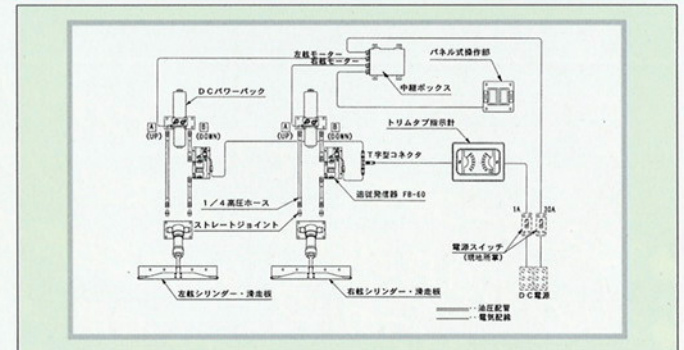 左舷モーター
右舷モーター
パネル式操作部
中継ボックス
DCパワーパック
A
(UP)
B
(DOWN)
A
(UP)
B
(DOWN)
トリムタブ指示計
T字型コネクタ
追従発信器 FB-60
1/4高圧ホース
ストレートジョイント
1A
30A
電源スイッチ
(現地所掌)
DC電源
左舷シリンダー・滑走板
右舷シリンダー・滑走板
油圧配管
電気配線